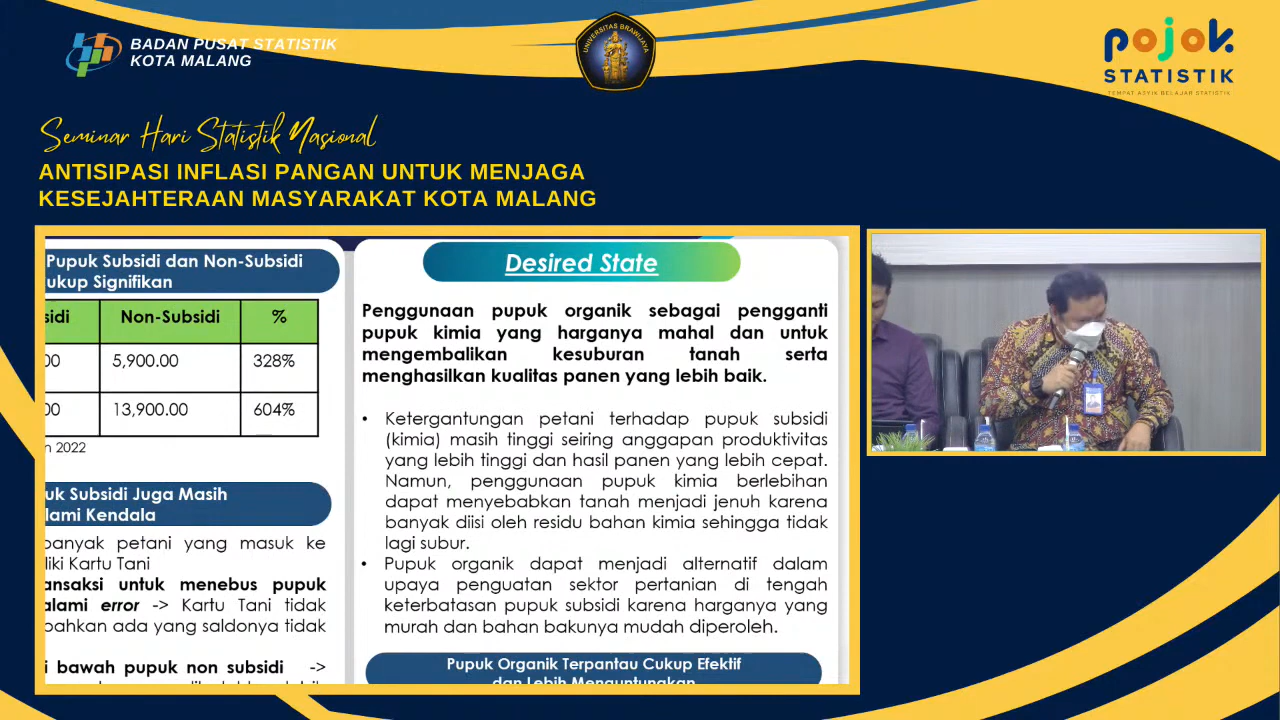 BADAN PUSAT STATISTIK
KOTA MALANG
UNIVERSITAS BRAWIJAYA
pojok
STATISTIK
TEMPAT ASYIK BELAJAR STATISTIK
Seminar Hari Statistik Nasional
ANTISIPASI INFLASI PANGAN UNTUK MENJAGA
KESEJAHTERAAN MASYARAKAT KOTA MALANG
Pupuk Subsidi dan Non-Subsidi
ukup Signifikan
sidi Non-Subsidi %
00 5,900.00 328%
00 13,900.00 604%
n 2022
uk Subsidi Juga Masih
alami Kendala
banyak petani yang masuk ke
liki Kartu Tani
ansaksi untuk menebus pupuk
alami error -> Kartu Tani tidak
bahkan ada yang saldonya tidak
i bawah pupuk non subsidi ->
Desired State
Penggunaan pupuk organik sebagai pengganti
pupuk kimia yang harganya mahal dan untuk
mengembalikan kesuburan tanah serta
menghasilkan kualitas panen yang lebih baik.
• Ketergantungan petani terhadap pupuk subsidi
(kimia) masih tinggi seiring anggapan produktivitas
yang lebih tinggi dan hasil panen yang lebih cepat.
Namun, penggunaan pupuk kimia berlebihan
dapat menyebabkan tanah menjadi jenuh karena
banyak diisi oleh residu bahan kimia sehingga tidak
lagi subur.
• Pupuk organik dapat menjadi alternatif dalam
upaya penguatan sektor pertanian di tengah
keterbatasan pupuk subsidi karena harganya yang
murah dan bahan bakunya mudah diperoleh.
Pupuk Organik Terpantau Cukup Efektif
dan Lebih Menguntungkan